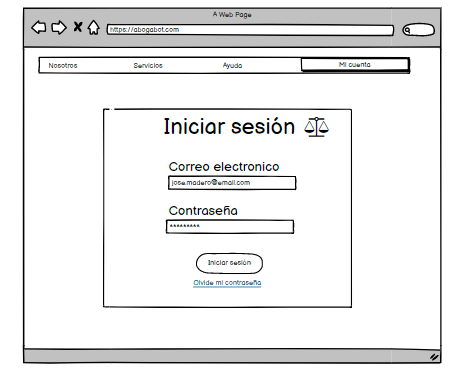 A Web Page
https://abogabot.com
Nosotros Servicios Ayuda Mi cuenta
Iniciar sesión
Correo electronico
jose.madero@email.com
Contraseña
*********
Iniciar sesión
Olvide mi contraseña